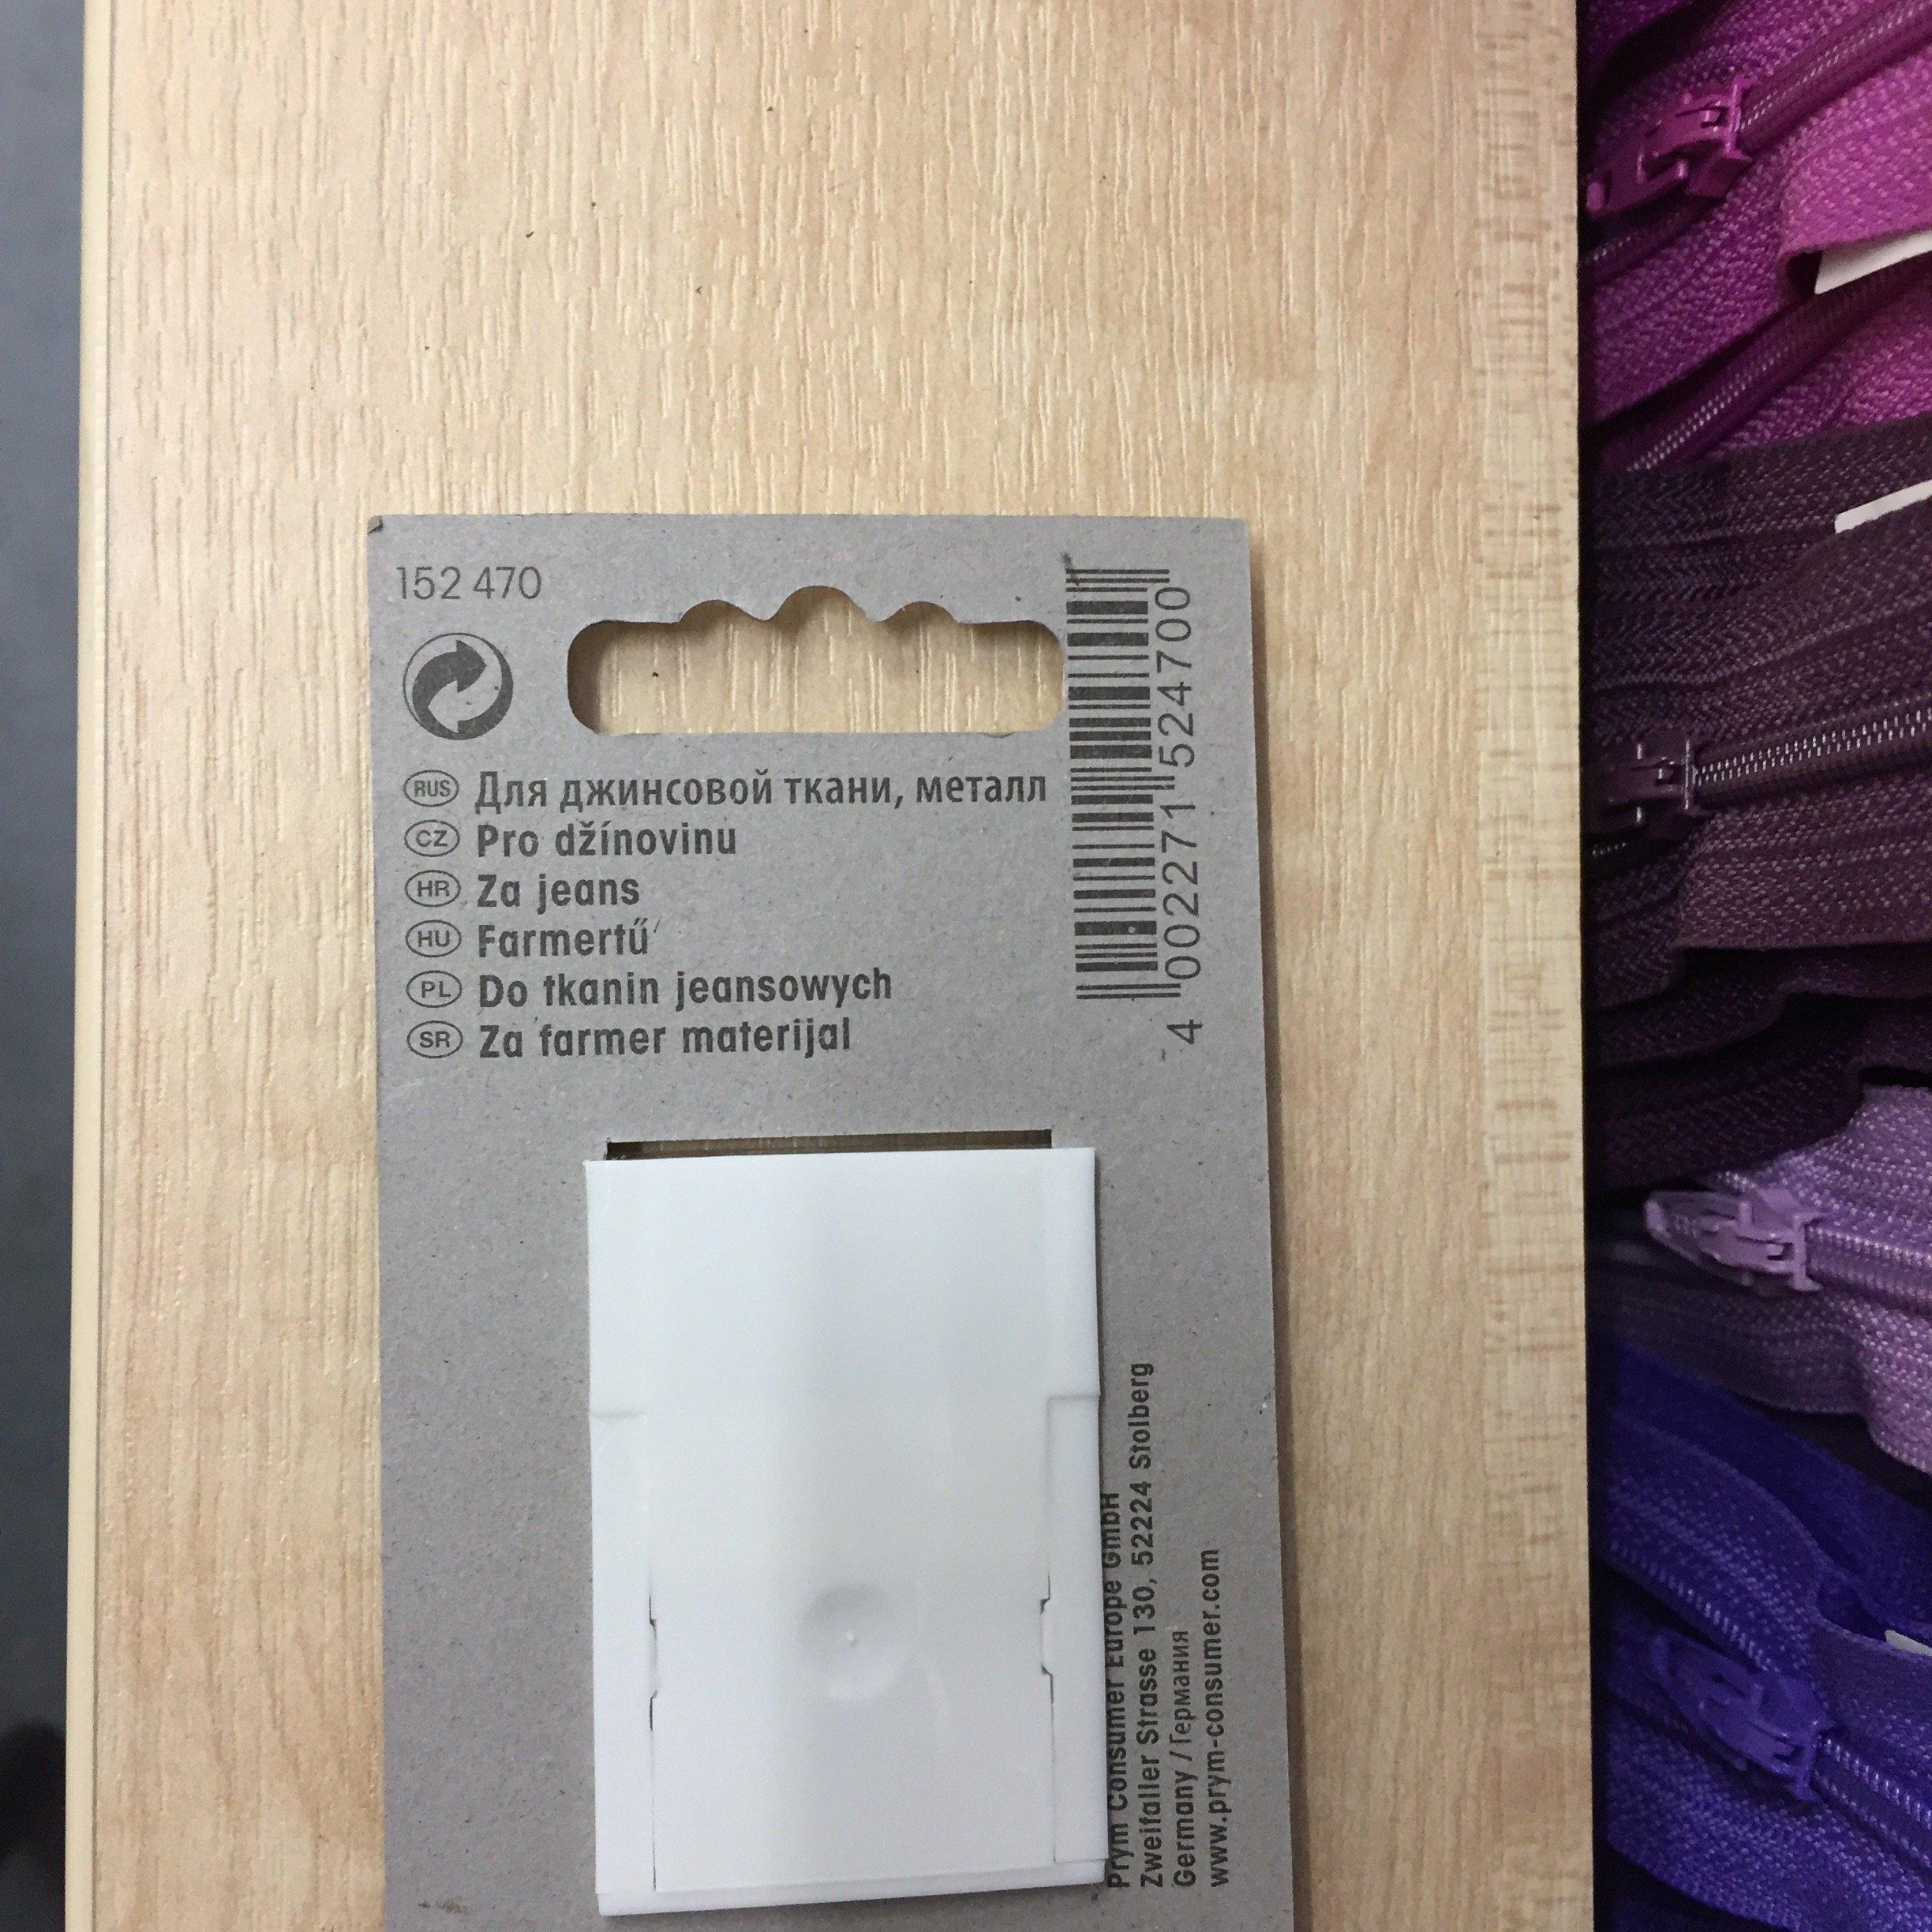 152 470
RUS Для джинсовой ткани, металл
CZ Pro džínovinu
HR Za jeans
HU Farmertű
PL Do tkanin jeansowych
SR Za farmer materijal
4 002271 524700
Prym Consumer Europe GmbH
Zweifaller Strasse 130, 52224 Stolberg
Germany / Германия
www.prym-consumer.com